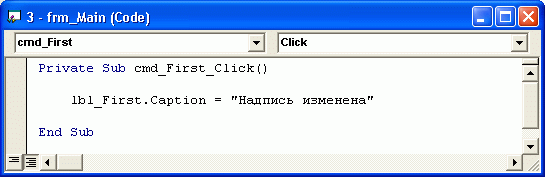 3 - frm_Main (Code)
cmd_First Click
Private Sub cmd_First_Click()
lbl_First.Caption = "Надпись изменена"
End Sub